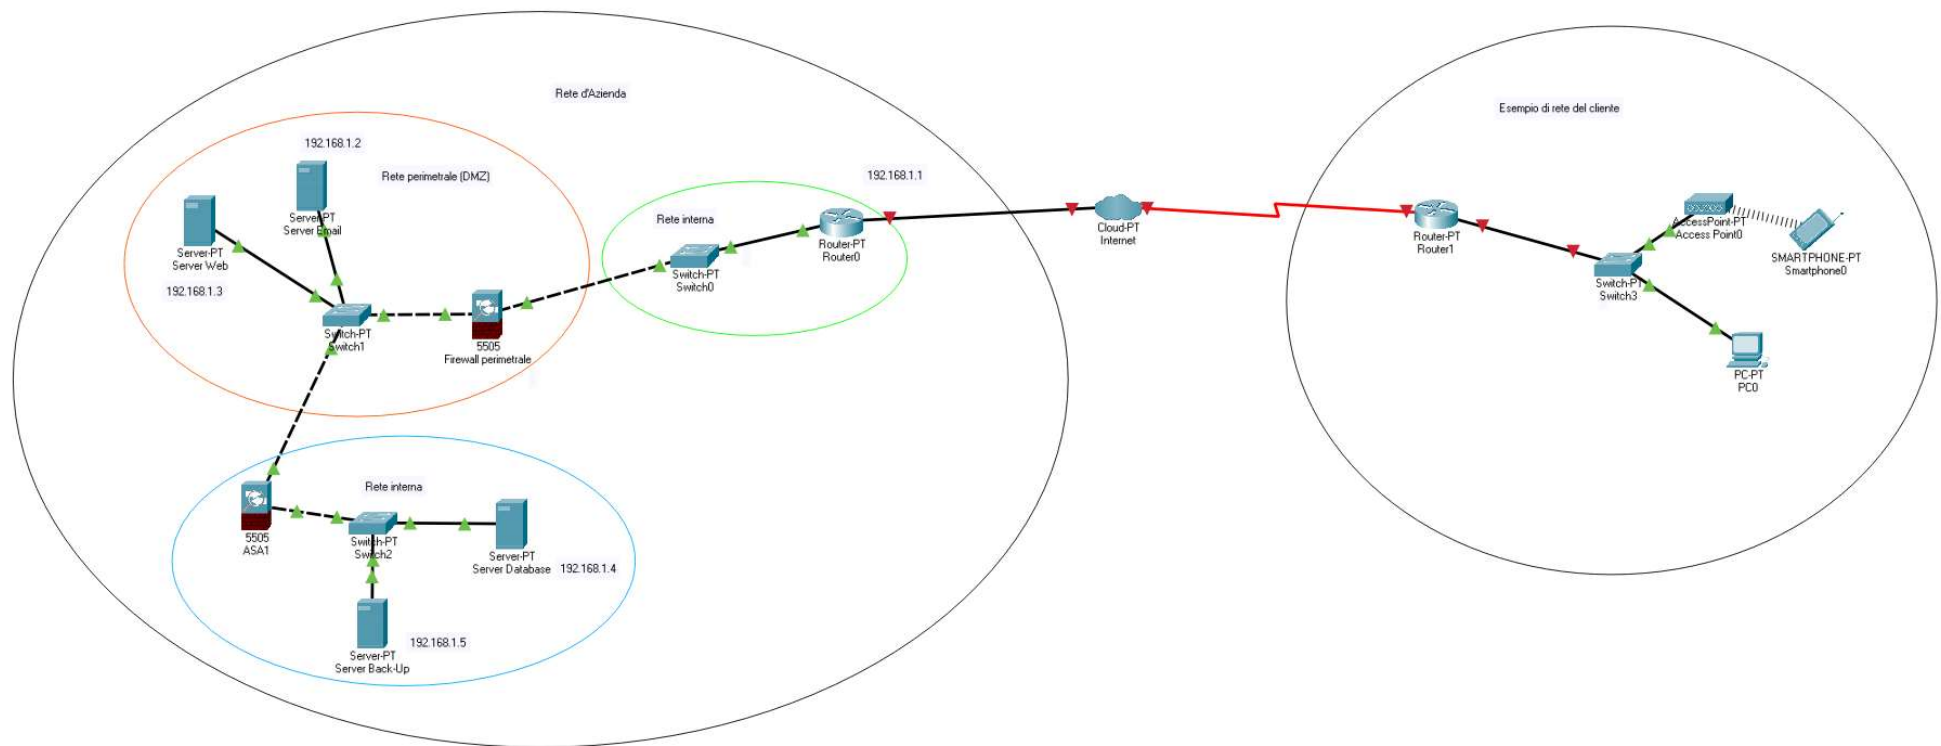 Rete d'Azienda
192.168.1.2
Rete perimetrale (DMZ)
Server-PT
Server Email
Server-PT
Server Web
192.168.1.3
Switch-PT
Switch1
5505
Firewall perimetrale
Rete interna
Switch-PT
Switch0
192.168.1.1
Router-PT
Router0
Cloud-PT
Internet
Rete interna
5505
ASA1
Switch-PT
Switch2
Server-PT
Server Database
192.168.1.4
Server-PT
Server Back-Up
192.168.1.5
Esempio di rete del cliente
Router-PT
Router1
AccessPoint-PT
Access Point0
SMARTPHONE-PT
Smartphone0
Switch-PT
Switch3
PC-PT
PC0